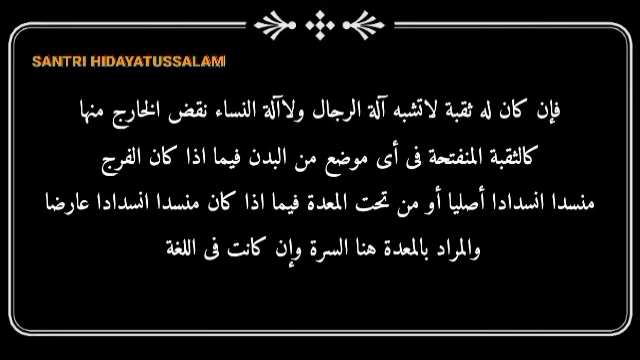 SANTRI HIDAYATUSSALAM
فإن كان له ثقبة لاتشبه آلة الرجال ولاآلة النساء نقض الخارج منها
كالثقبة المنفتحة فى أى موضع من البدن فيما اذا كان الفرج
منسدا انسدادا أصليا أو من تحت المعدة فيما اذا كان منسدا انسدادا عارضا
والمراد بالمعدة هنا السرة وإن كانت فى اللغة